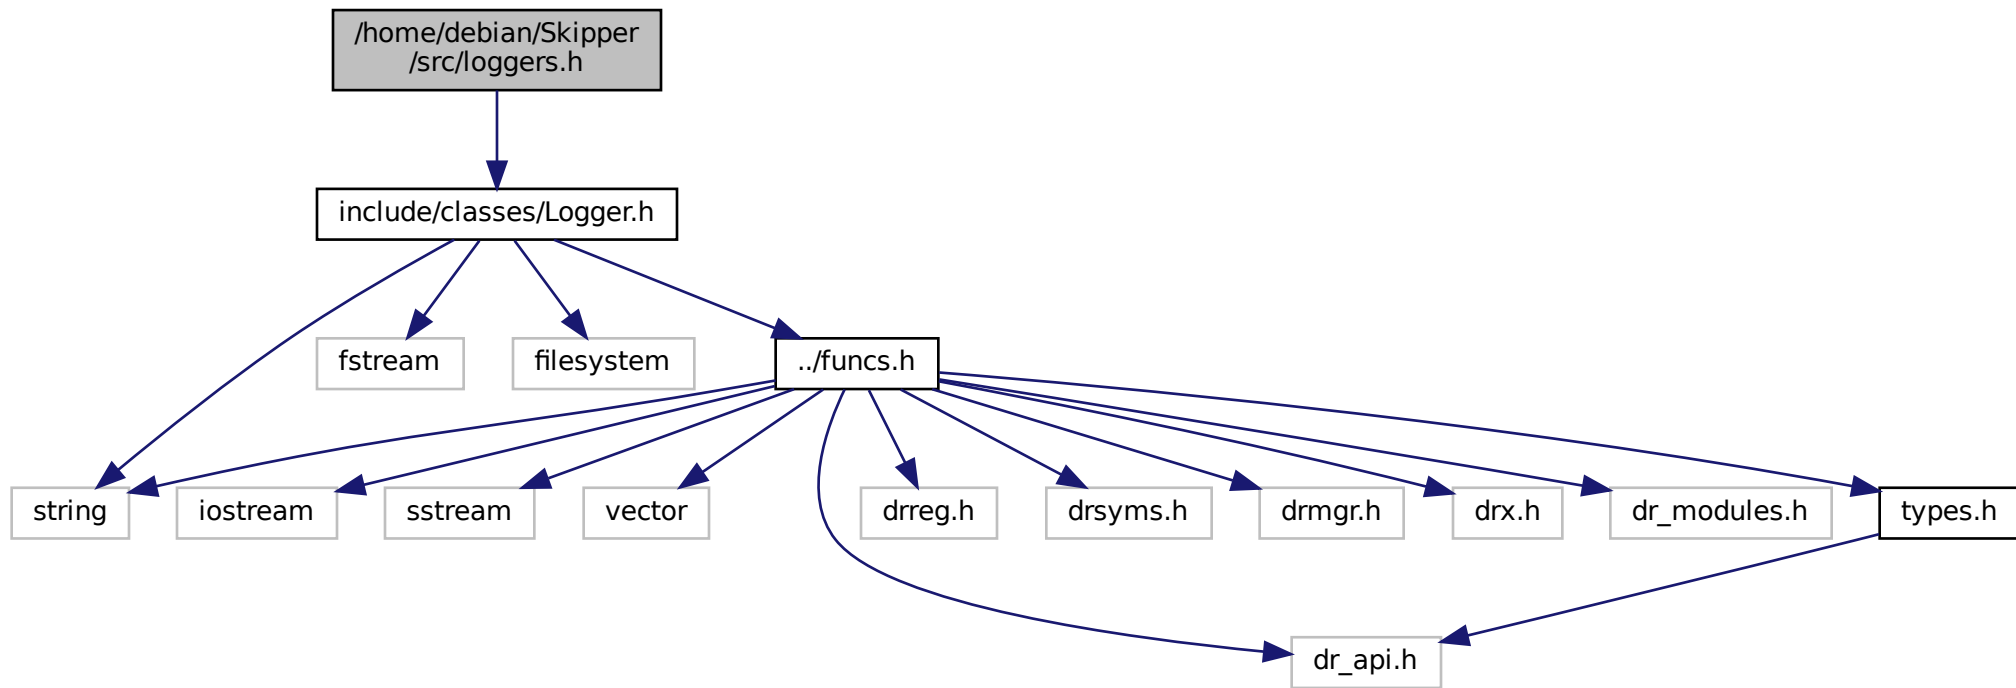 /home/debian/Skipper
/src/loggers.h
include/classes/Logger.h
fstream
filesystem
../funcs.h
string
iostream
sstream
vector
drreg.h
drsyms.h
drmgr.h
drx.h
dr_modules.h
types.h
dr_api.h